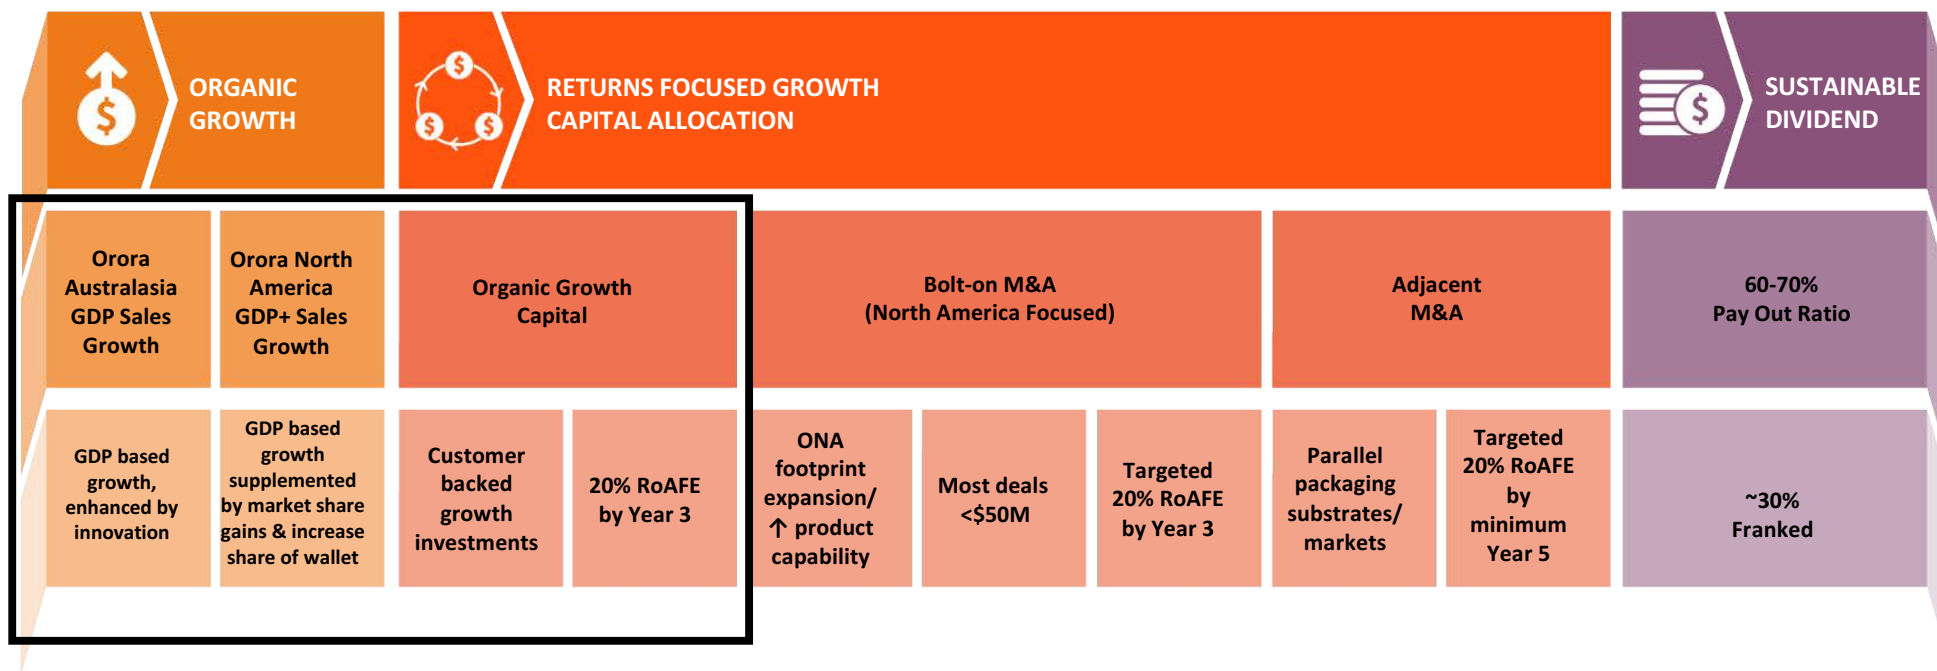 ORGANIC
GROWTH
RETURNS FOCUSED GROWTH
CAPITAL ALLOCATION
SUSTAINABLE
DIVIDEND
Orora
Australasia
GDP Sales
Growth
Orora North
America
GDP+ Sales
Growth
Organic Growth
Capital
Bolt-on M&A
(North America Focused)
Adjacent
M&A
60-70%
Pay Out Ratio
GDP based
growth,
enhanced by
innovation
GDP based
growth
supplemented
by market share
gains & increase
share of wallet
Customer
backed
growth
investments
20% RoAFE
by Year 3
ONA
footprint
expansion/
↑ product
capability
Most deals
<$50M
Targeted
20% RoAFE
by Year 3
Parallel
packaging
substrates/
markets
Targeted
20% RoAFE
by
minimum
Year 5
~30%
Franked